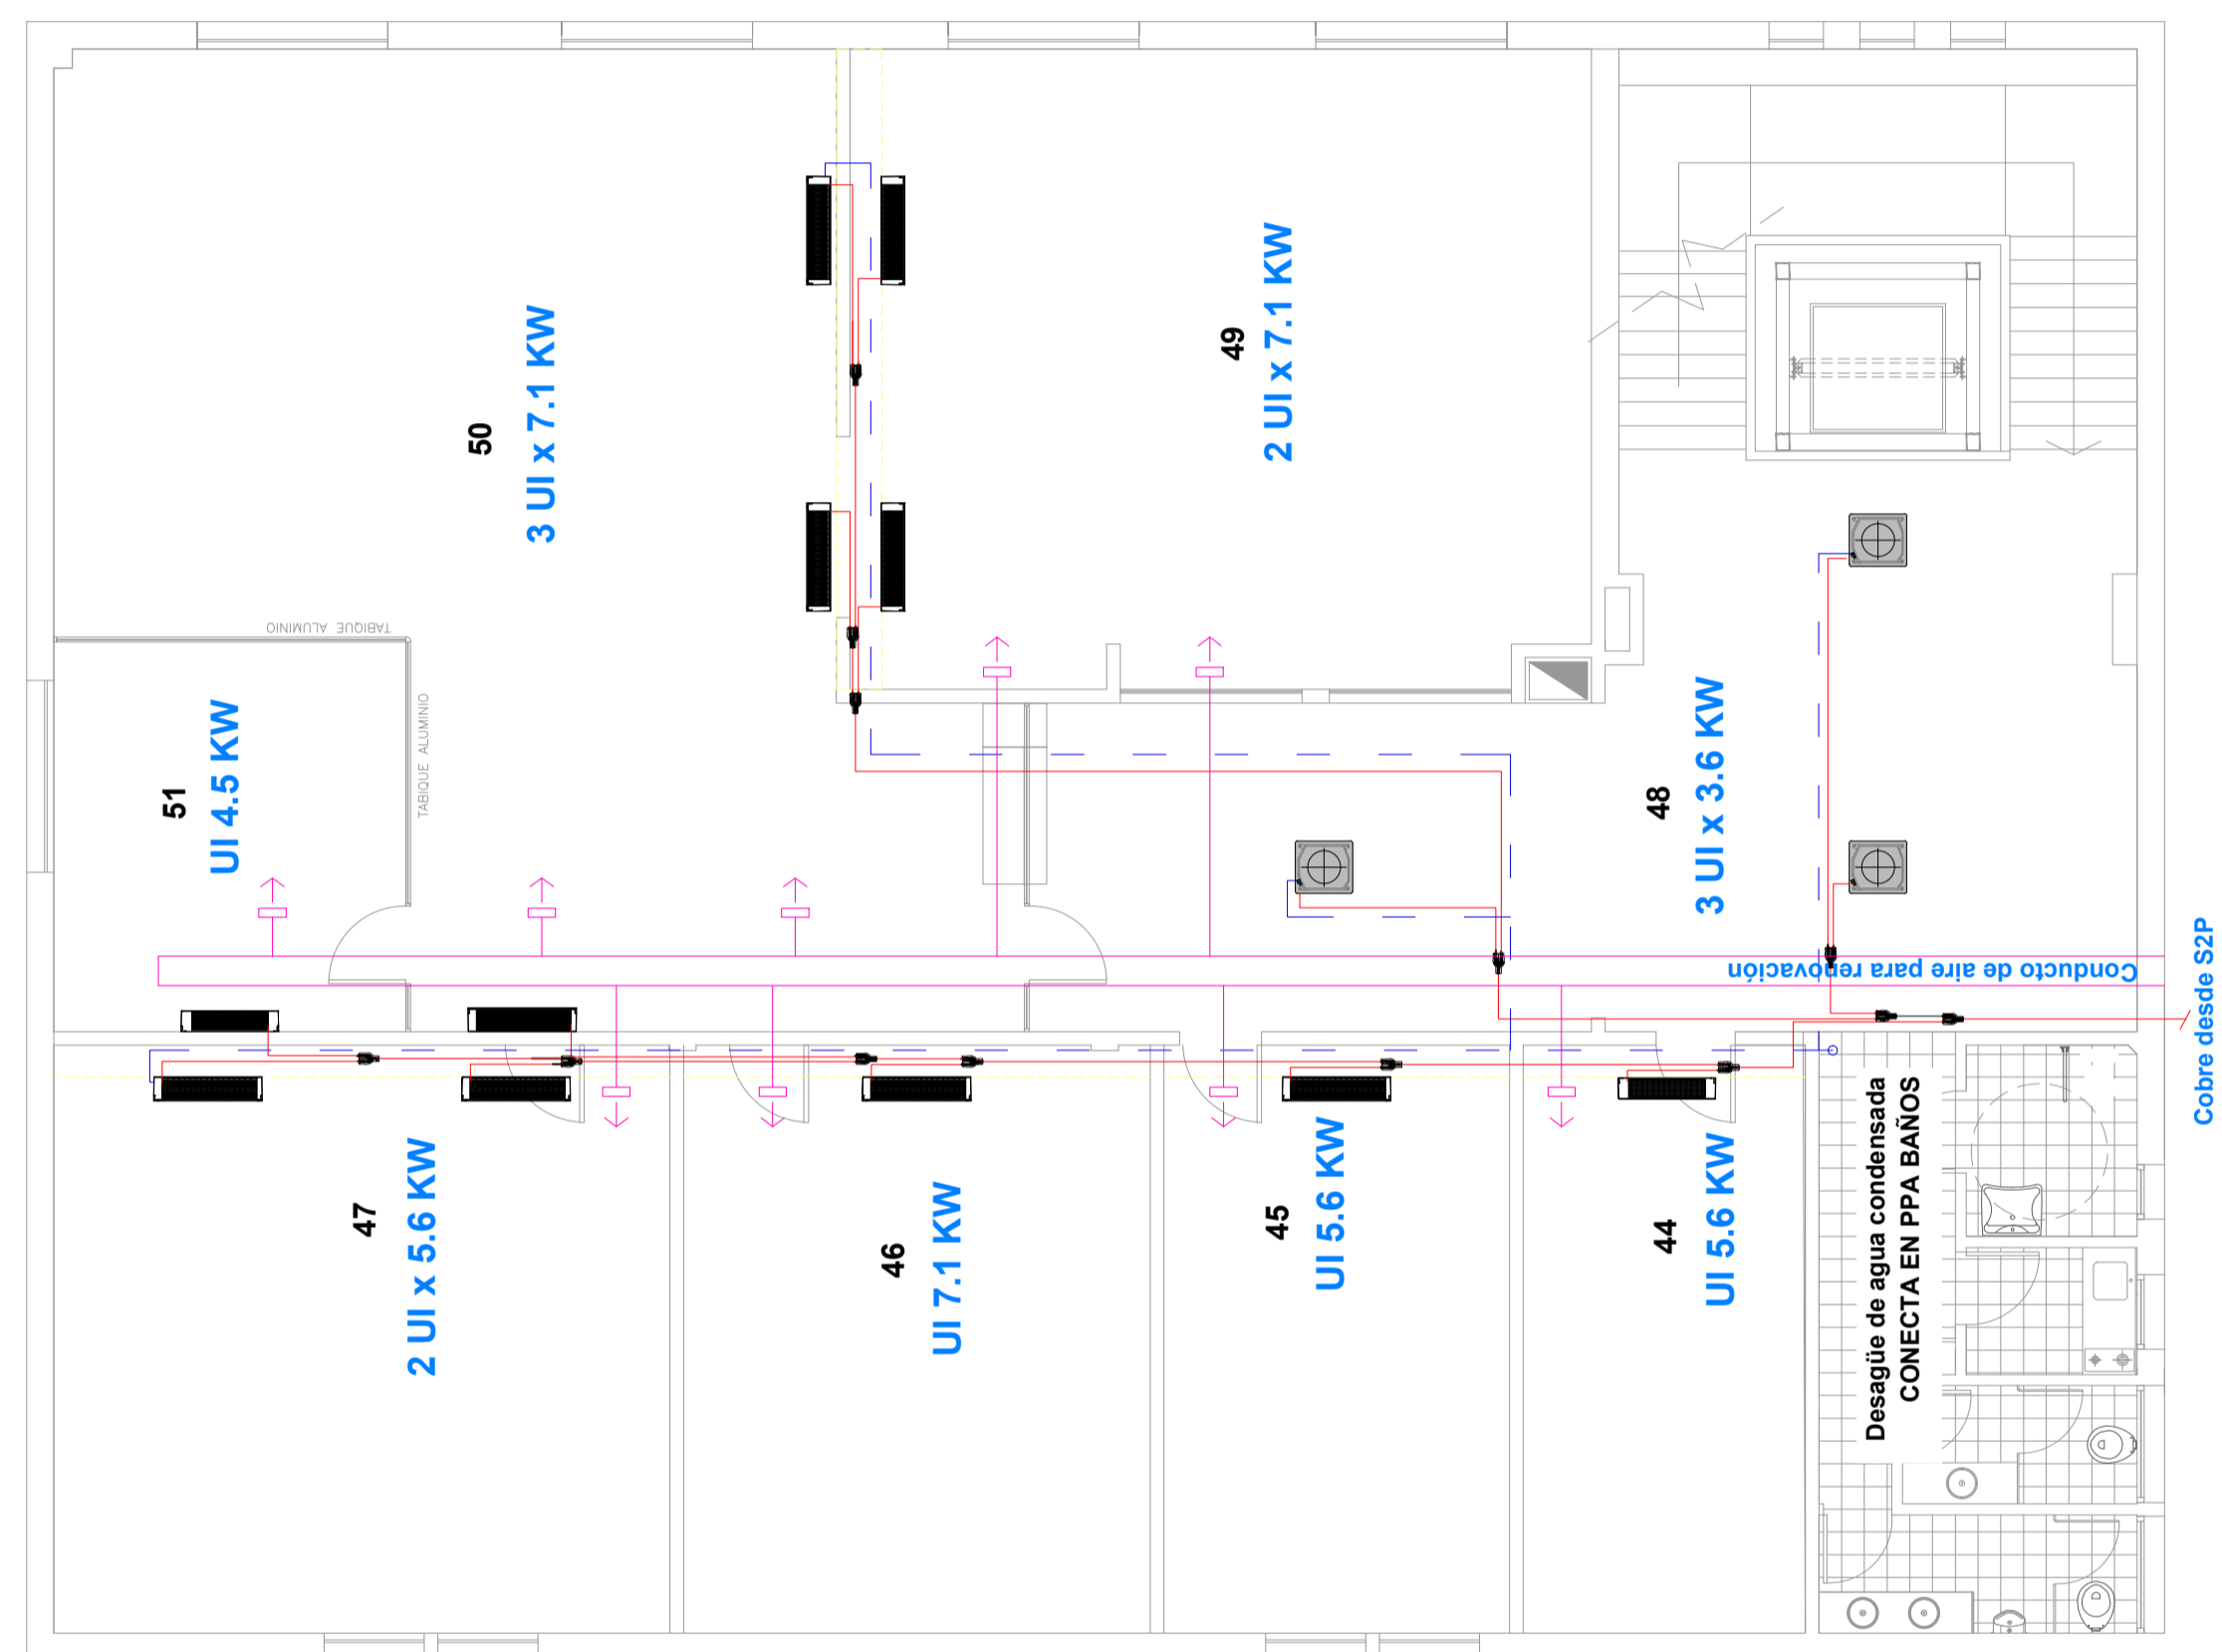 50
3 UI x 7.1 KW
49
2 UI x 7.1 KW
TABIQUE ALUMINIO
TABIQUE ALUMINIO
51
UI 4.5 KW
48
3 UI x 3.6 KW
Conducto de aire para renovación
Cobre desde S2P
47
2 UI x 5.6 KW
46
UI 7.1 KW
45
UI 5.6 KW
44
UI 5.6 KW
Desagüe de agua condensada
CONECTA EN PPA BAÑOS